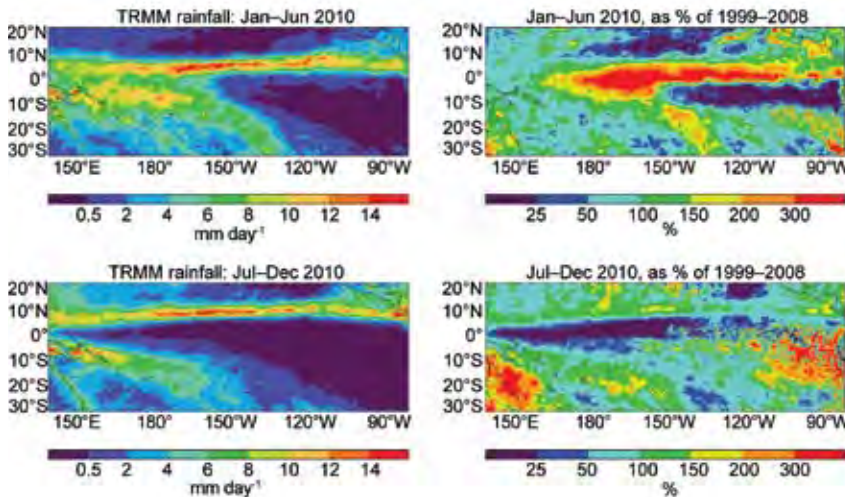 TRMM rainfall: Jan–Jun 2010
20°N
10°N
0°
10°S
20°S
30°S
150°E 180° 150°W 120°W 90°W
0.5 2 4 6 8 10 12 14
mm day⁻¹
Jan–Jun 2010, as % of 1999–2008
20°N
10°N
0°
10°S
20°S
30°S
150°E 180° 150°W 120°W 90°W
25 50 100 150 200 300
%
TRMM rainfall: Jul–Dec 2010
20°N
10°N
0°
10°S
20°S
30°S
150°E 180° 150°W 120°W 90°W
0.5 2 4 6 8 10 12 14
mm day⁻¹
Jul–Dec 2010, as % of 1999–2008
20°N
10°N
0°
10°S
20°S
30°S
150°E 180° 150°W 120°W 90°W
25 50 100 150 200 300
%